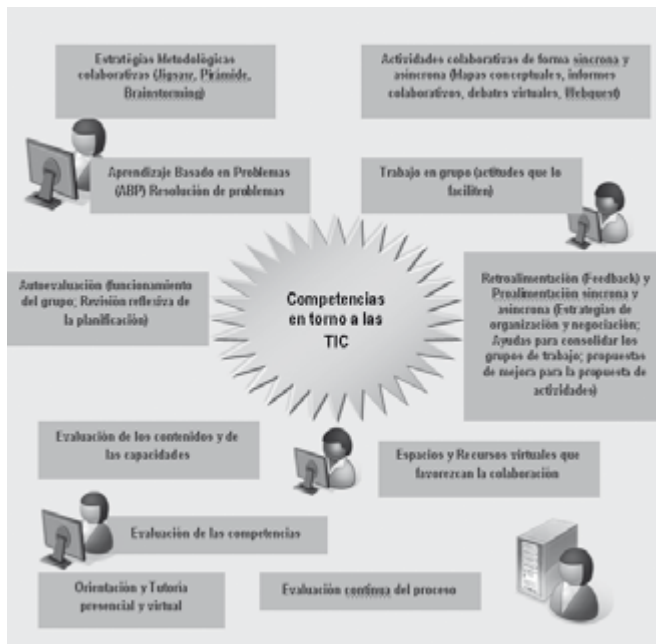 Estratégias Metodológicas
colaborativas (Jigsaw, Pirámide,
Brainstorming)
Actividades colaborativas de forma síncrona y
asíncrona (Mapas conceptuales, informes
colaborativos, debates virtuales, Webquest)
Aprendizaje Basado en Problemas
(ABP) Resolución de problemas
Trabajo en grupo (actitudes que lo
faciliten)
Autoevaluación (funcionamiento
del grupo; Revisión reflexiva de
la planificación)
Competencias
en torno a las
TIC
Retroalimentación (Feedback) y
Proalimentación síncrona y
asíncrona (Estrategias de
organización y negociación;
Ayudas para consolidar los
grupos de trabajo; propuestas
de mejora para la propuesta de
actividades)
Evaluación de los contenidos y de
las capacidades
Espacios y Recursos virtuales que
favorezcan la colaboración
Evaluación de las competencias
Orientación y Tutoría
presencial y virtual
Evaluación continua del proceso